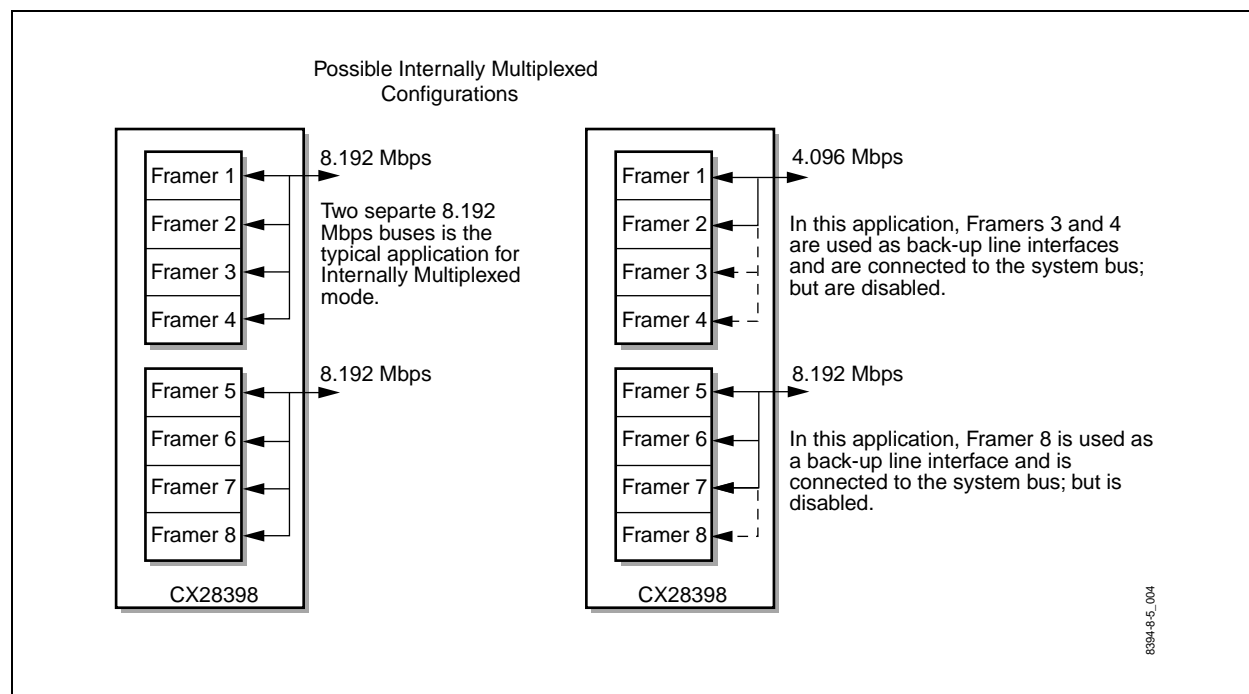 Possible Internally Multiplexed
Configurations
8.192 Mbps
Framer 1
Framer 2
Framer 3
Framer 4
Two separte 8.192
Mbps buses is the
typical application for
Internally Multiplexed
mode.
8.192 Mbps
Framer 5
Framer 6
Framer 7
Framer 8
CX28398
4.096 Mbps
Framer 1
Framer 2
Framer 3
Framer 4
In this application, Framers 3 and 4
are used as back-up line interfaces
and are connected to the system bus;
but are disabled.
8.192 Mbps
Framer 5
Framer 6
Framer 7
Framer 8
In this application, Framer 8 is used as
a back-up line interface and is
connected to the system bus; but is
disabled.
CX28398
8394-8-5_004